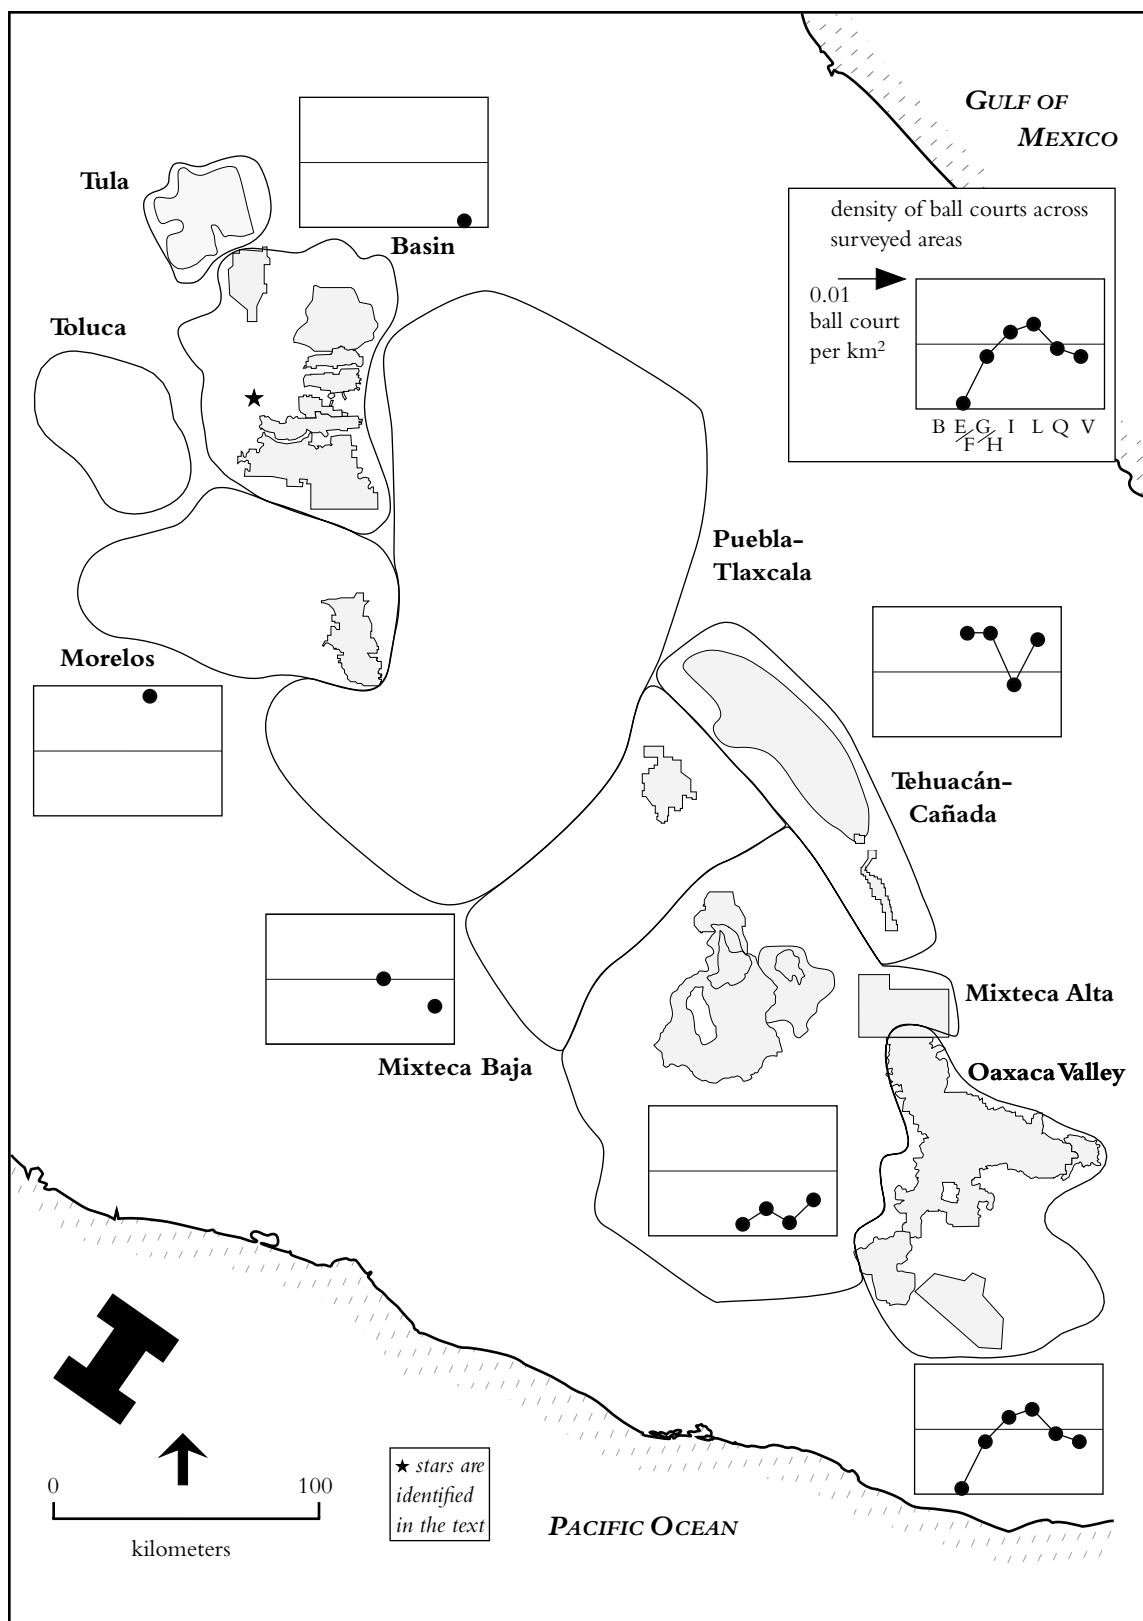 GULF OF
MEXICO
Tula
Basin
density of ball courts across
surveyed areas
0.01
ball court
per km²
B E/F G/H I L Q V
Toluca
Puebla-
Tlaxcala
Morelos
Tehuacán-
Cañada
Mixteca Alta
Mixteca Baja
Oaxaca Valley
0 100
kilometers
★ stars are
identified
in the text
PACIFIC OCEAN